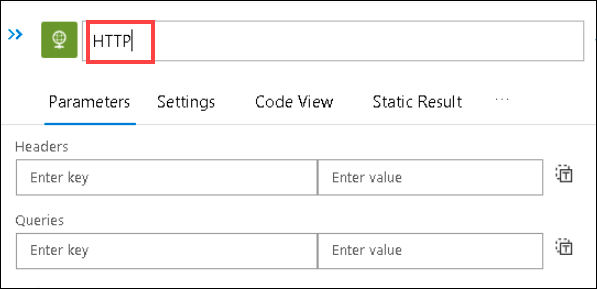 HTTP
Parameters Settings Code View Static Result ...
Headers
Enter key Enter value
Queries
Enter key Enter value